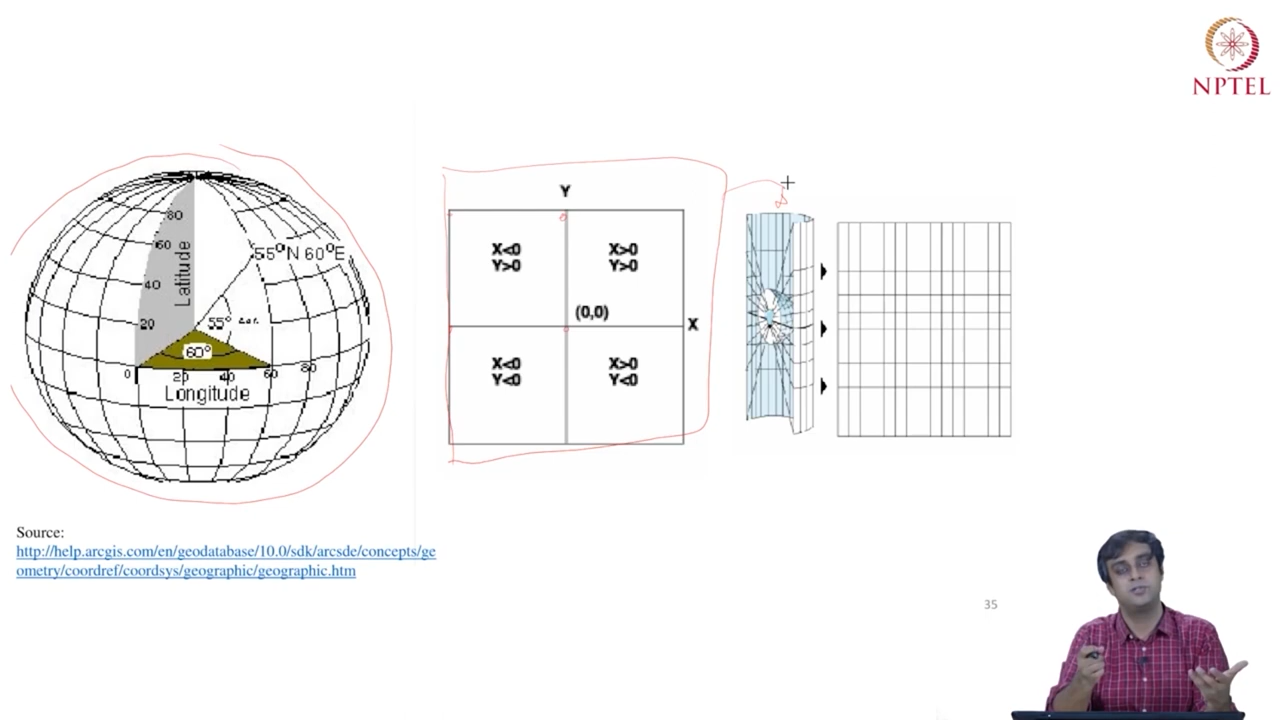 NPTEL
80
60
40
20
Latitude
55°N 60°E
55°
60°
0
20
40
60
80
Longitude
Y
X<0
Y>0
X>0
Y>0
(0,0)
X
X<0
Y<0
X>0
Y<0
Source:
http://help.arcgis.com/en/geodatabase/10.0/sdk/arcsde/concepts/ge
ometry/coordref/coordsys/geographic/geographic.htm
35